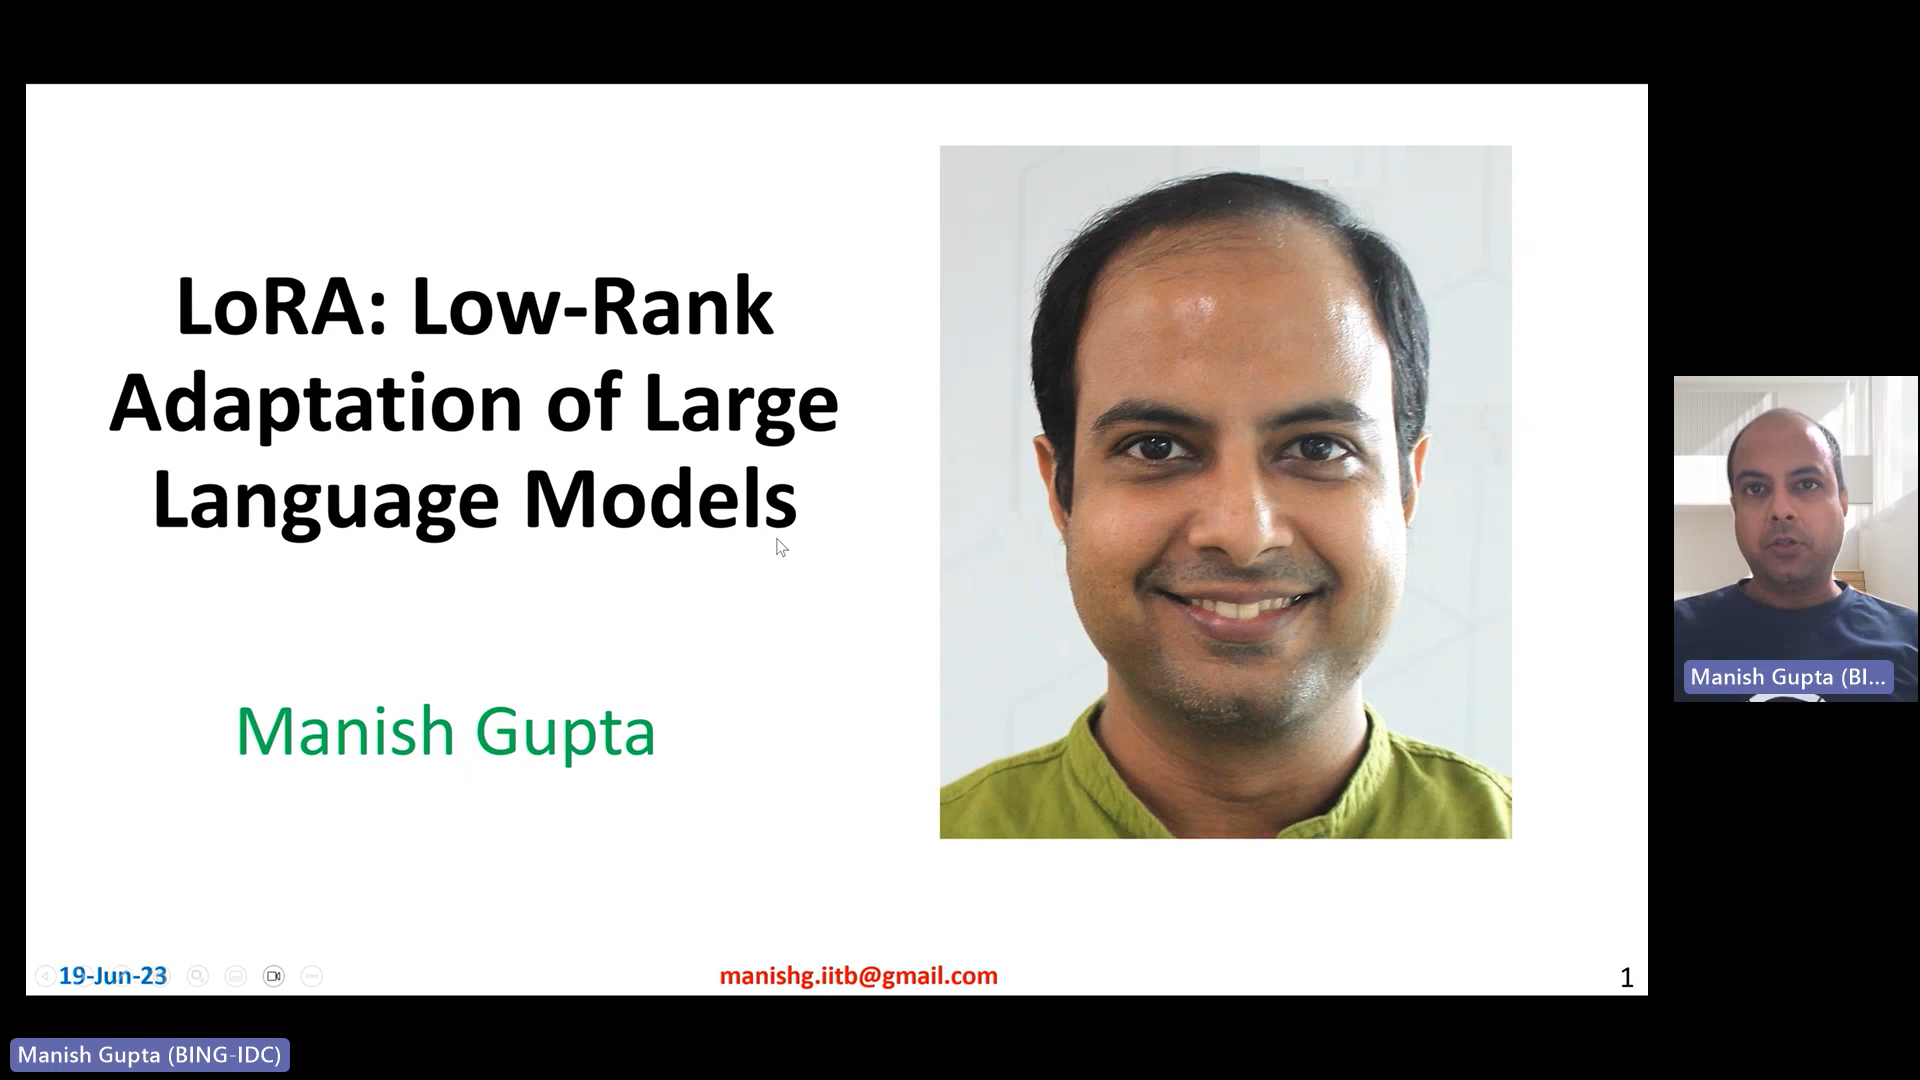 LoRA: Low-Rank
Adaptation of Large
Language Models
Manish Gupta
Manish Gupta (BI...
19-Jun-23
manishg.iitb@gmail.com
1
Manish Gupta (BING-IDC)